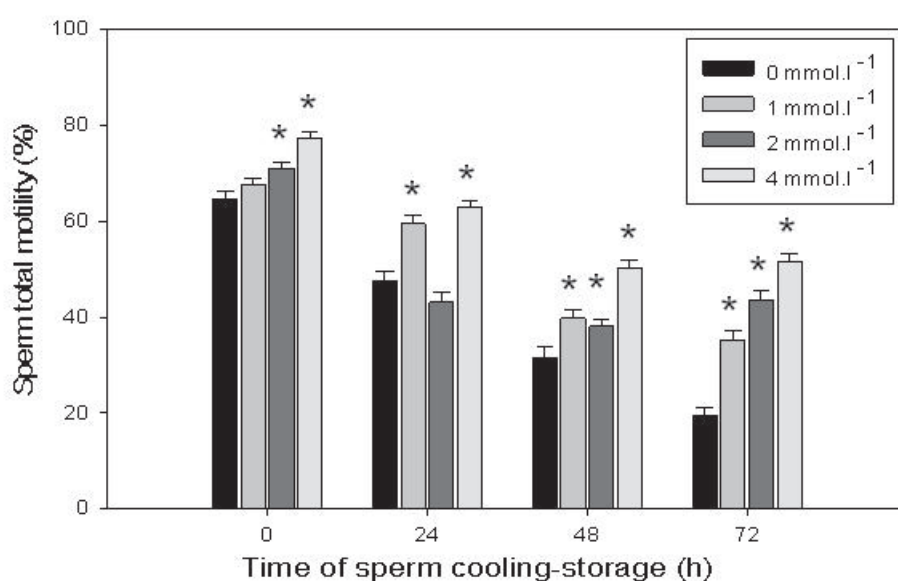 100
80
60
40
20
0
Sperm total motility (%)
0 mmol.l⁻¹
1 mmol.l⁻¹
2 mmol.l⁻¹
4 mmol.l⁻¹
* *
* *
* * *
* * *
0 24 48 72
Time of sperm cooling-storage (h)